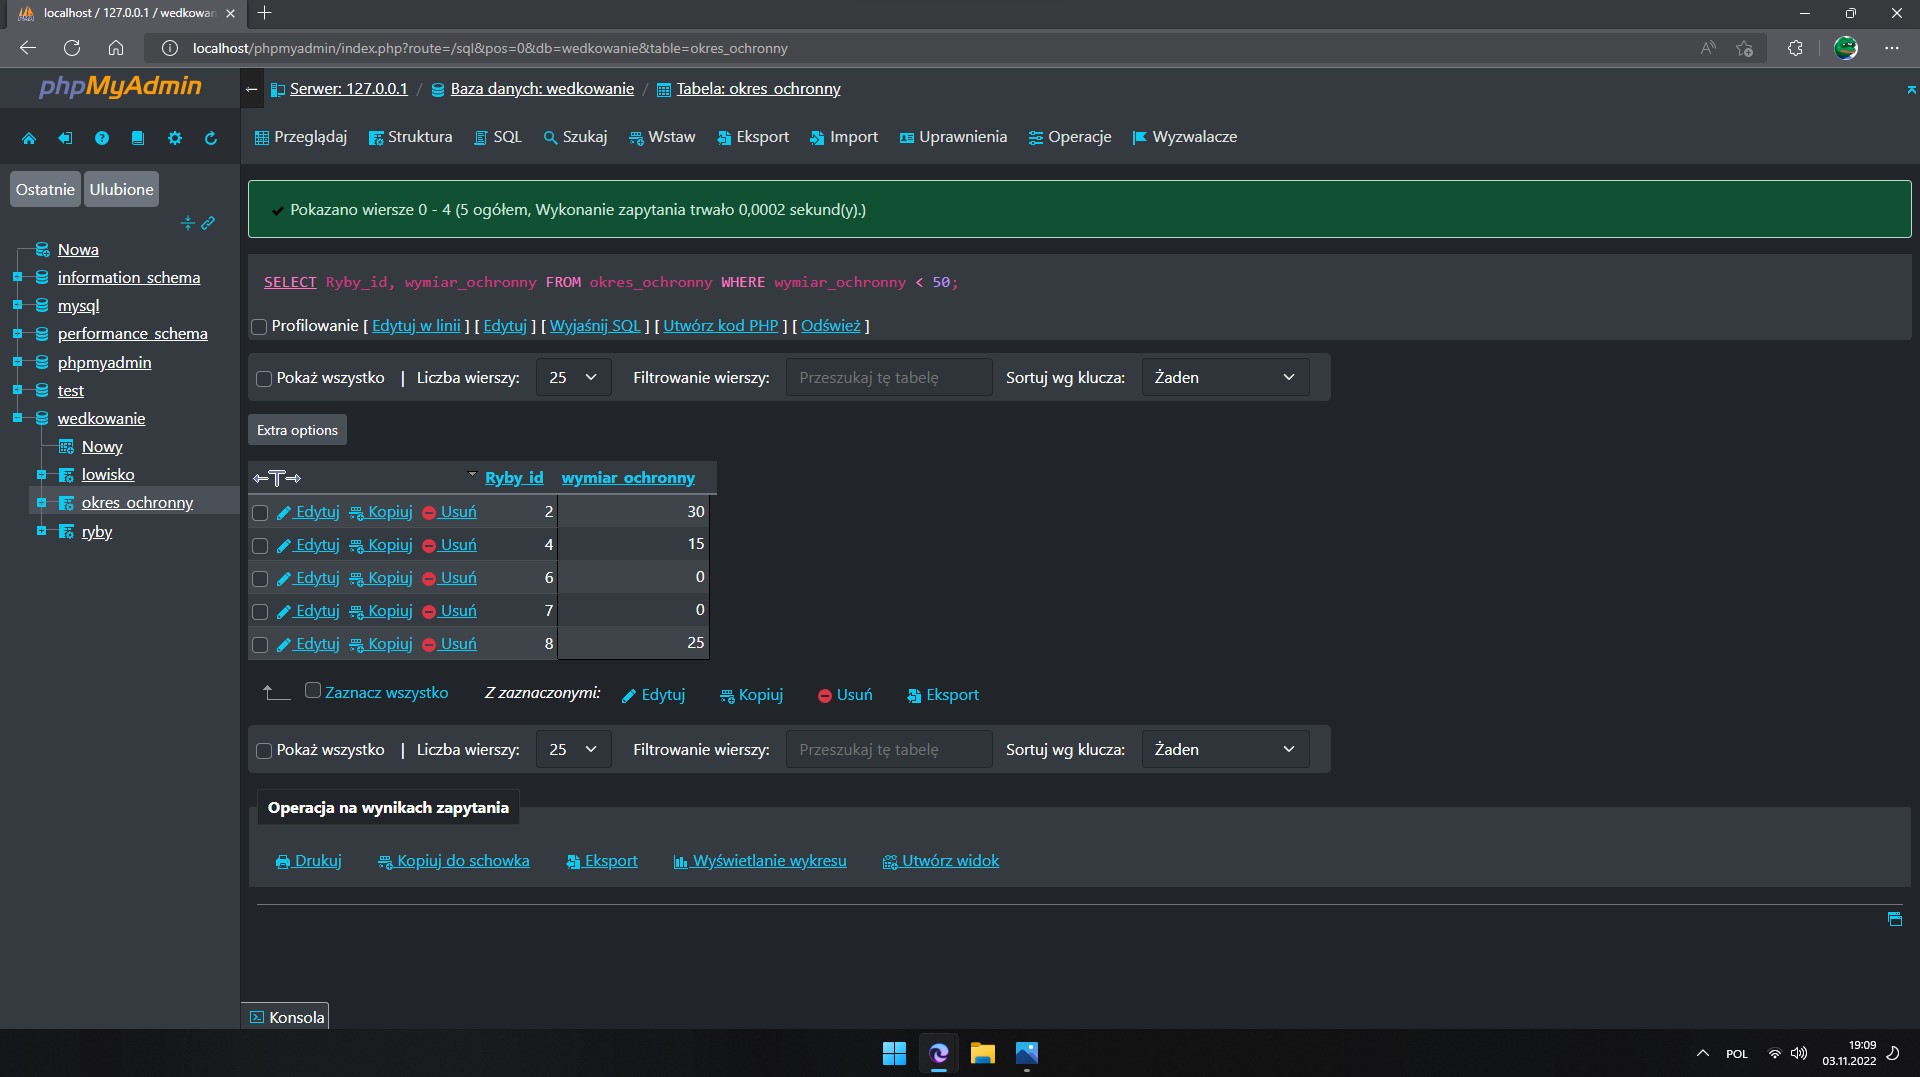 localhost / 127.0.0.1 / wedkowan
localhost/phpmyadmin/index.php?route=/sql&pos=0&db=wedkowanie&table=okres_ochronny
phpMyAdmin
Serwer: 127.0.0.1 / Baza danych: wedkowanie / Tabela: okres_ochronny
Przeglądaj Struktura SQL Szukaj Wstaw Eksport Import Uprawnienia Operacje Wyzwalacze
Ostatnie Ulubione
Nowa
information_schema
mysql
performance_schema
phpmyadmin
test
wedkowanie
Nowy
lowisko
okres_ochronny
ryby
Pokazano wiersze 0 - 4 (5 ogółem, Wykonanie zapytania trwało 0,0002 sekund(y).)
SELECT Ryby_id, wymiar_ochronny FROM okres_ochronny WHERE wymiar_ochronny < 50;
Profilowanie [ Edytuj w linii ] [ Edytuj ] [ Wyjaśnij SQL ] [ Utwórz kod PHP ] [ Odśwież ]
Pokaż wszystko | Liczba wierszy: 25 Filtrowanie wierszy: Przeszukaj tę tabelę Sortuj wg klucza: Żaden
Extra options
←T→ Ryby_id wymiar_ochronny
Edytuj Kopiuj Usuń 2 30
Edytuj Kopiuj Usuń 4 15
Edytuj Kopiuj Usuń 6 0
Edytuj Kopiuj Usuń 7 0
Edytuj Kopiuj Usuń 8 25
Zaznacz wszystko Z zaznaczonymi: Edytuj Kopiuj Usuń Eksport
Pokaż wszystko | Liczba wierszy: 25 Filtrowanie wierszy: Przeszukaj tę tabelę Sortuj wg klucza: Żaden
Operacja na wynikach zapytania
Drukuj Kopiuj do schowka Eksport Wyświetlanie wykresu Utwórz widok
Konsola
POL
19:09
03.11.2022